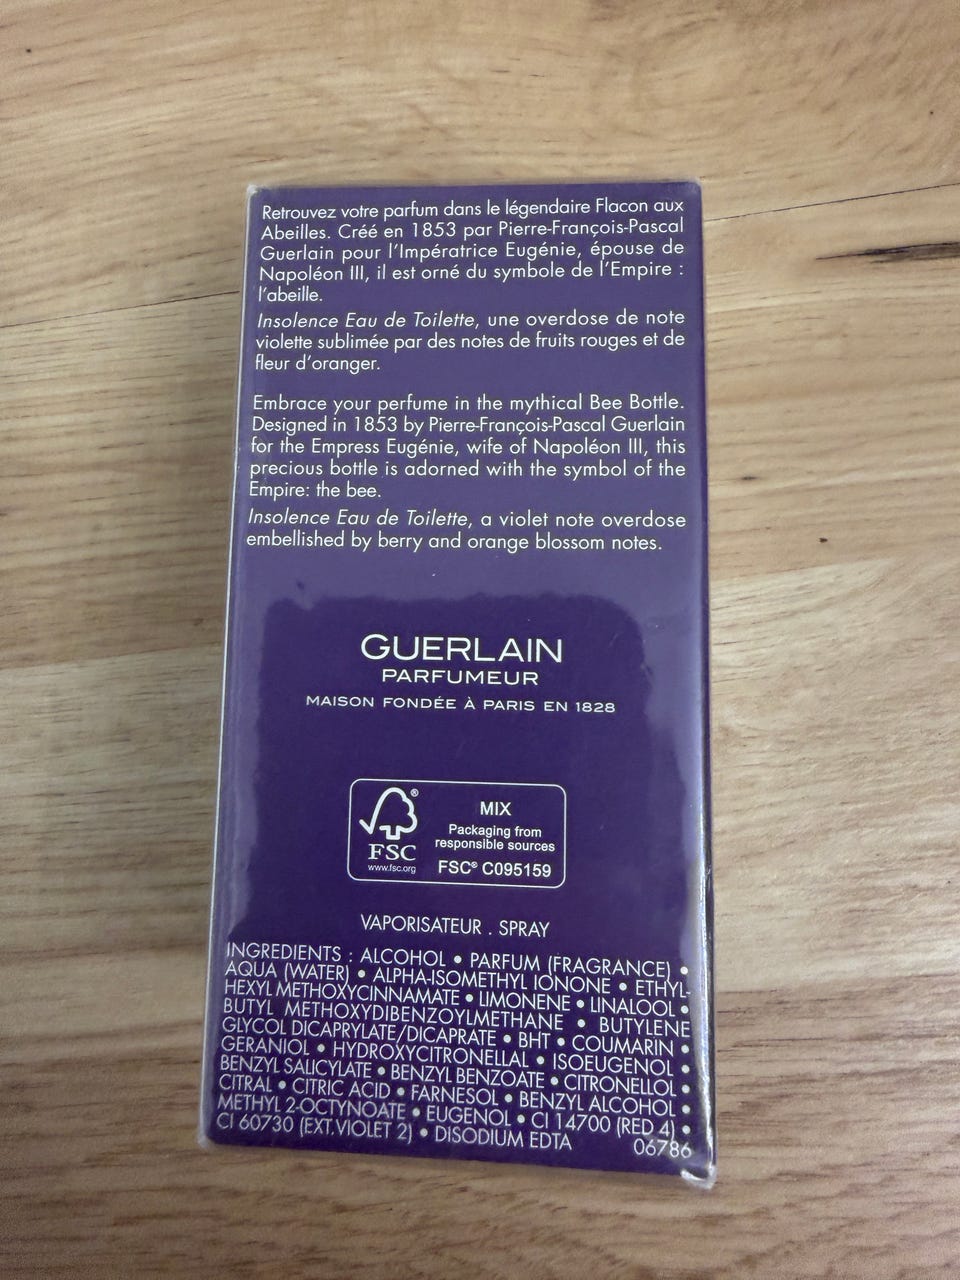 Retrouvez votre parfum dans le légendaire Flacon aux
Abeilles. Créé en 1853 par Pierre-François-Pascal
Guerlain pour l'Impératrice Eugénie, épouse de
Napoléon III, il est orné du symbole de l'Empire :
l'abeille.
Insolence Eau de Toilette, une overdose de note
violette sublimée par des notes de fruits rouges et de
fleur d'oranger.
Embrace your perfume in the mythical Bee Bottle.
Designed in 1853 by Pierre-François-Pascal Guerlain
for the Empress Eugénie, wife of Napoléon III, this
precious bottle is adorned with the symbol of the
Empire: the bee.
Insolence Eau de Toilette, a violet note overdose
embellished by berry and orange blossom notes.
GUERLAIN
PARFUMEUR
MAISON FONDÉE À PARIS EN 1828
®
FSC
www.fsc.org
MIX
Packaging from
responsible sources
FSC® C095159
VAPORISATEUR . SPRAY
INGREDIENTS : ALCOHOL • PARFUM (FRAGRANCE) •
AQUA (WATER) • ALPHA-ISOMETHYL IONONE • ETHYL-
HEXYL METHOXYCINNAMATE • LIMONENE • LINALOOL •
BUTYL METHOXYDIBENZOYLMETHANE • BUTYLENE
GLYCOL DICAPRYLATE/DICAPRATE • BHT • COUMARIN •
GERANIOL • HYDROXYCITRONELLAL • ISOEUGENOL •
BENZYL SALICYLATE • BENZYL BENZOATE • CITRONELLOL •
CITRAL • CITRIC ACID • FARNESOL • BENZYL ALCOHOL •
METHYL 2-OCTYNOATE • EUGENOL • CI 14700 (RED 4) •
CI 60730 (EXT.VIOLET 2) • DISODIUM EDTA 06786